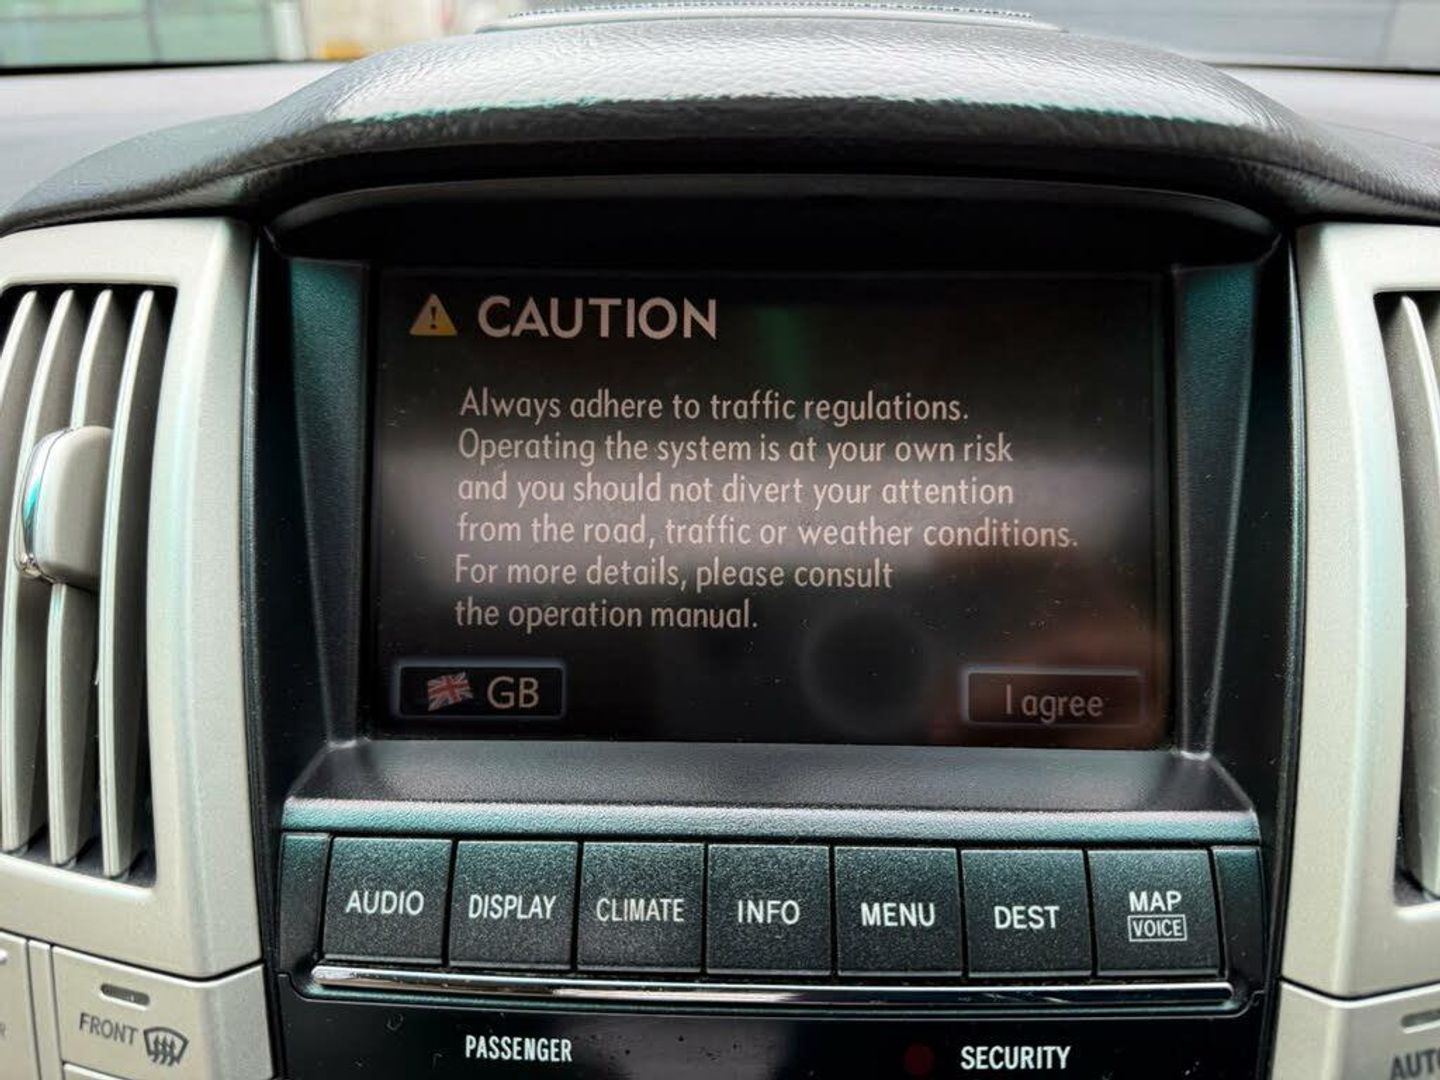 CAUTION
Always adhere to traffic regulations.
Operating the system is at your own risk
and you should not divert your attention
from the road, traffic or weather conditions.
For more details, please consult
the operation manual.
GB
I agree
AUDIO
DISPLAY
CLIMATE
INFO
MENU
DEST
MAP
VOICE
FRONT
PASSENGER
SECURITY